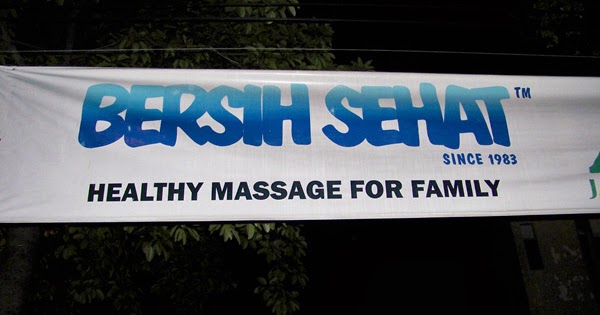 BERSIH SEHAT™
SINCE 1983
HEALTHY MASSAGE FOR FAMILY